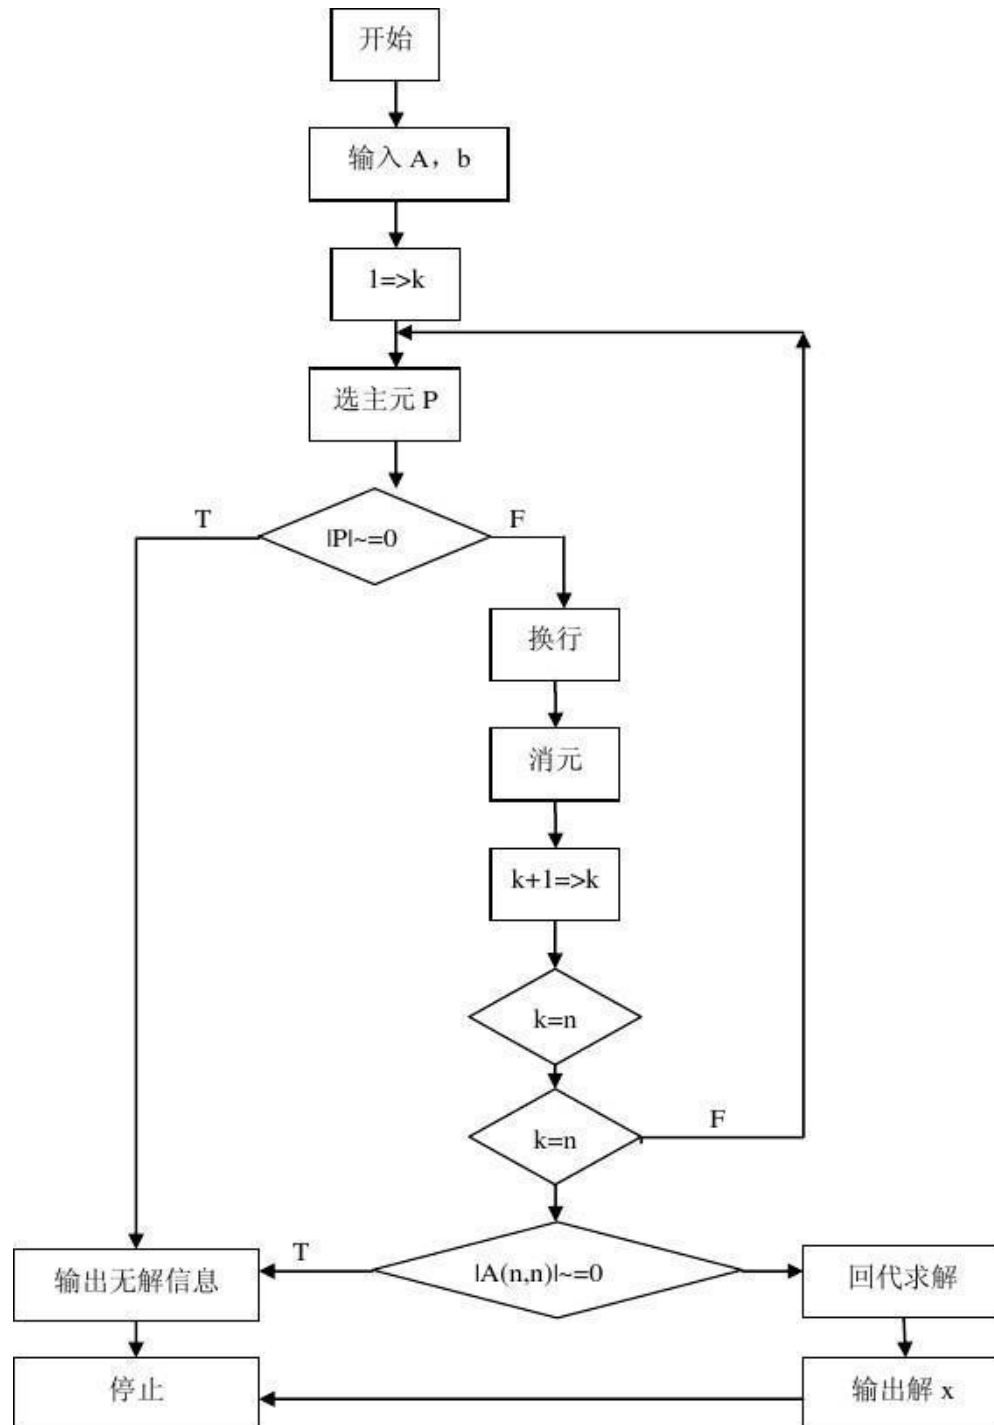 开始
输入 A，b
1=>k
选主元 P
T
F
|P|~=0
换行
消元
k+1=>k
k=n
k=n
F
T
|A(n,n)|~=0
输出无解信息
回代求解
停止
输出解 x